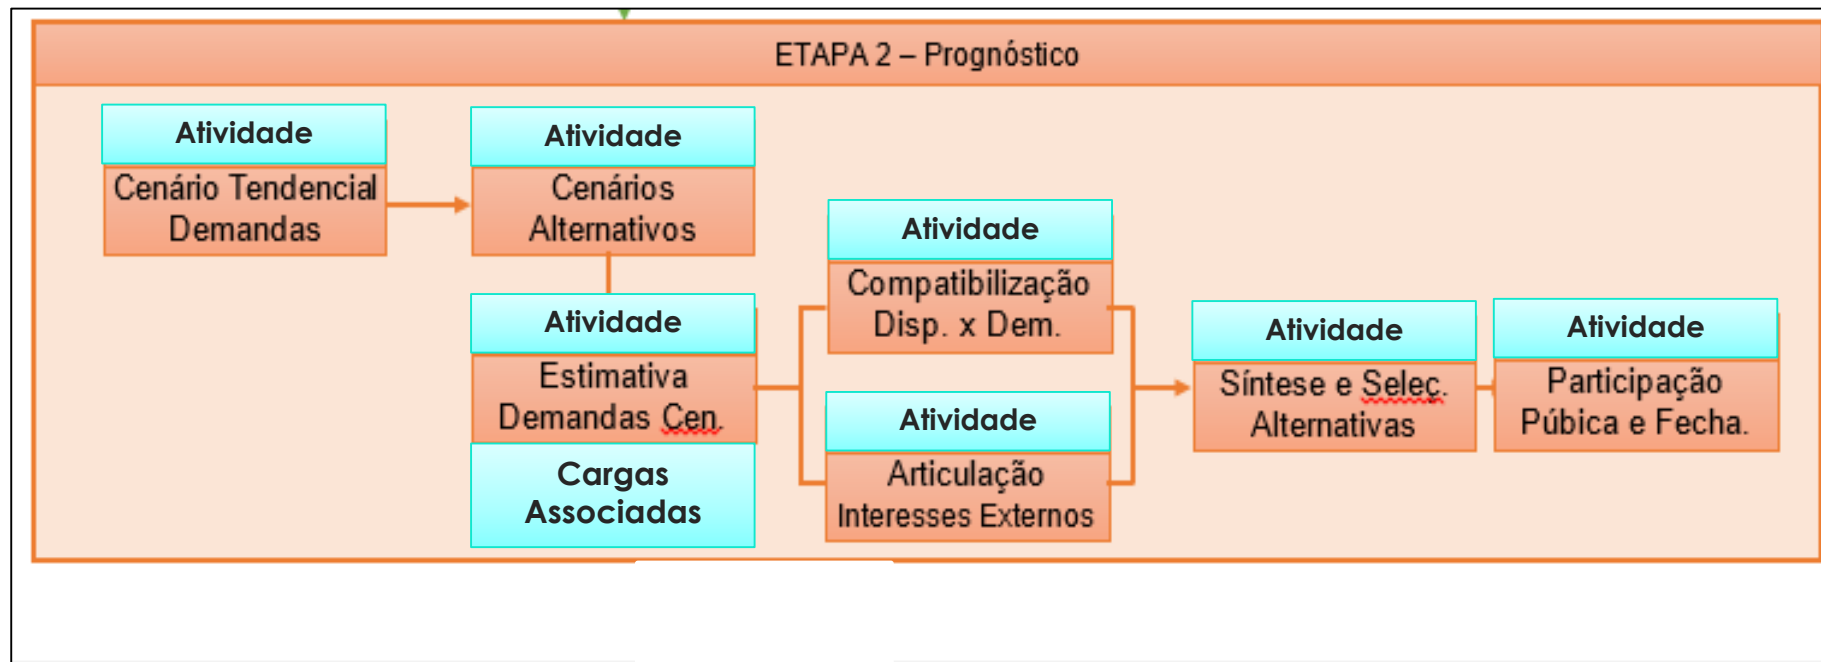 ETAPA 2 – Prognóstico
Atividade
Cenário Tendencial
Demandas
Atividade
Cenários
Alternativos
Atividade
Estimativa
Demandas Cen.
Cargas
Associadas
Atividade
Compatibilização
Disp. x Dem.
Atividade
Articulação
Interesses Externos
Atividade
Síntese e Seleç.
Alternativas
Atividade
Participação
Púbica e Fecha.